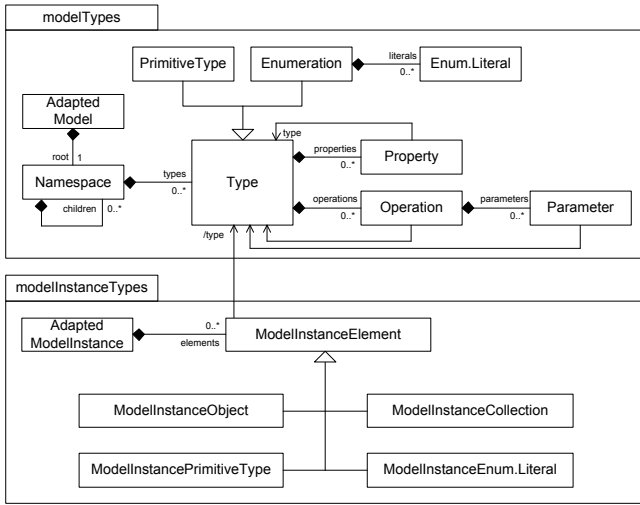 modelTypes
PrimitiveType
Enumeration
literals
0..*
Enum.Literal
Adapted
Model
root
1
Namespace
children
0..*
types
0..*
Type
type
properties
0..*
Property
operations
0..*
Operation
parameters
0..*
Parameter
/type
modelInstanceTypes
Adapted
ModelInstance
0..*
elements
ModelInstanceElement
ModelInstanceObject
ModelInstanceCollection
ModelInstancePrimitiveType
ModelInstanceEnum.Literal